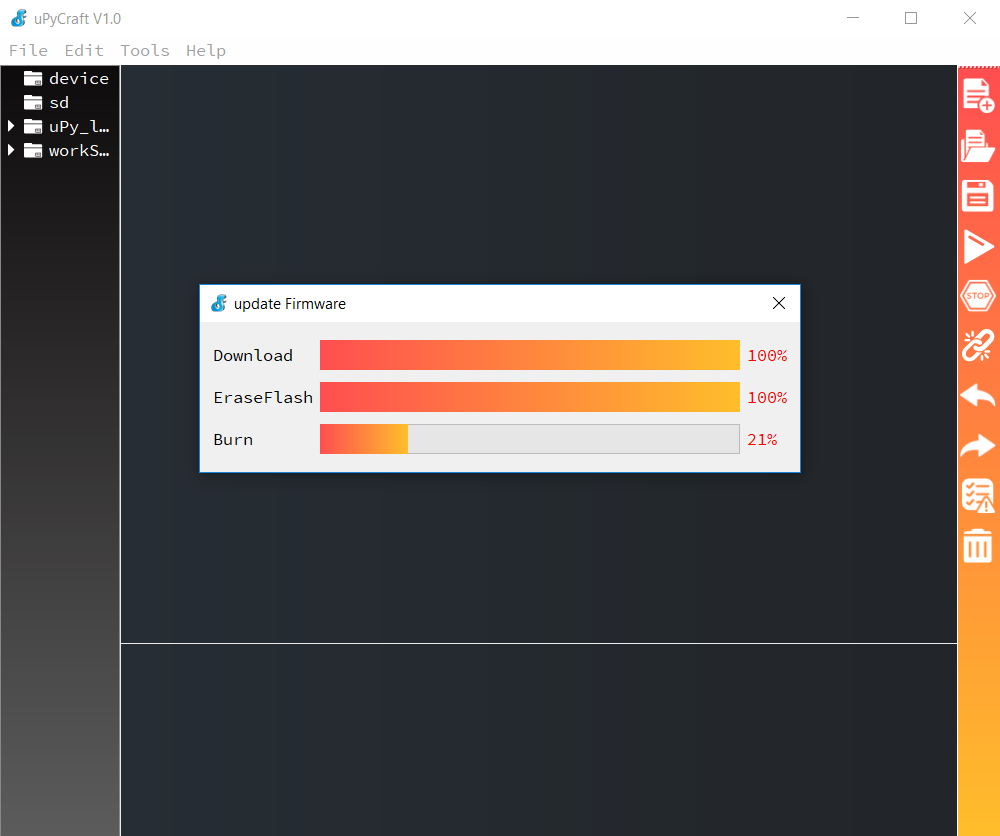 uPyCraft V1.0
File Edit Tools Help
device
sd
uPy_l...
workS...
update Firmware
Download 100%
EraseFlash 100%
Burn 21%
STOP